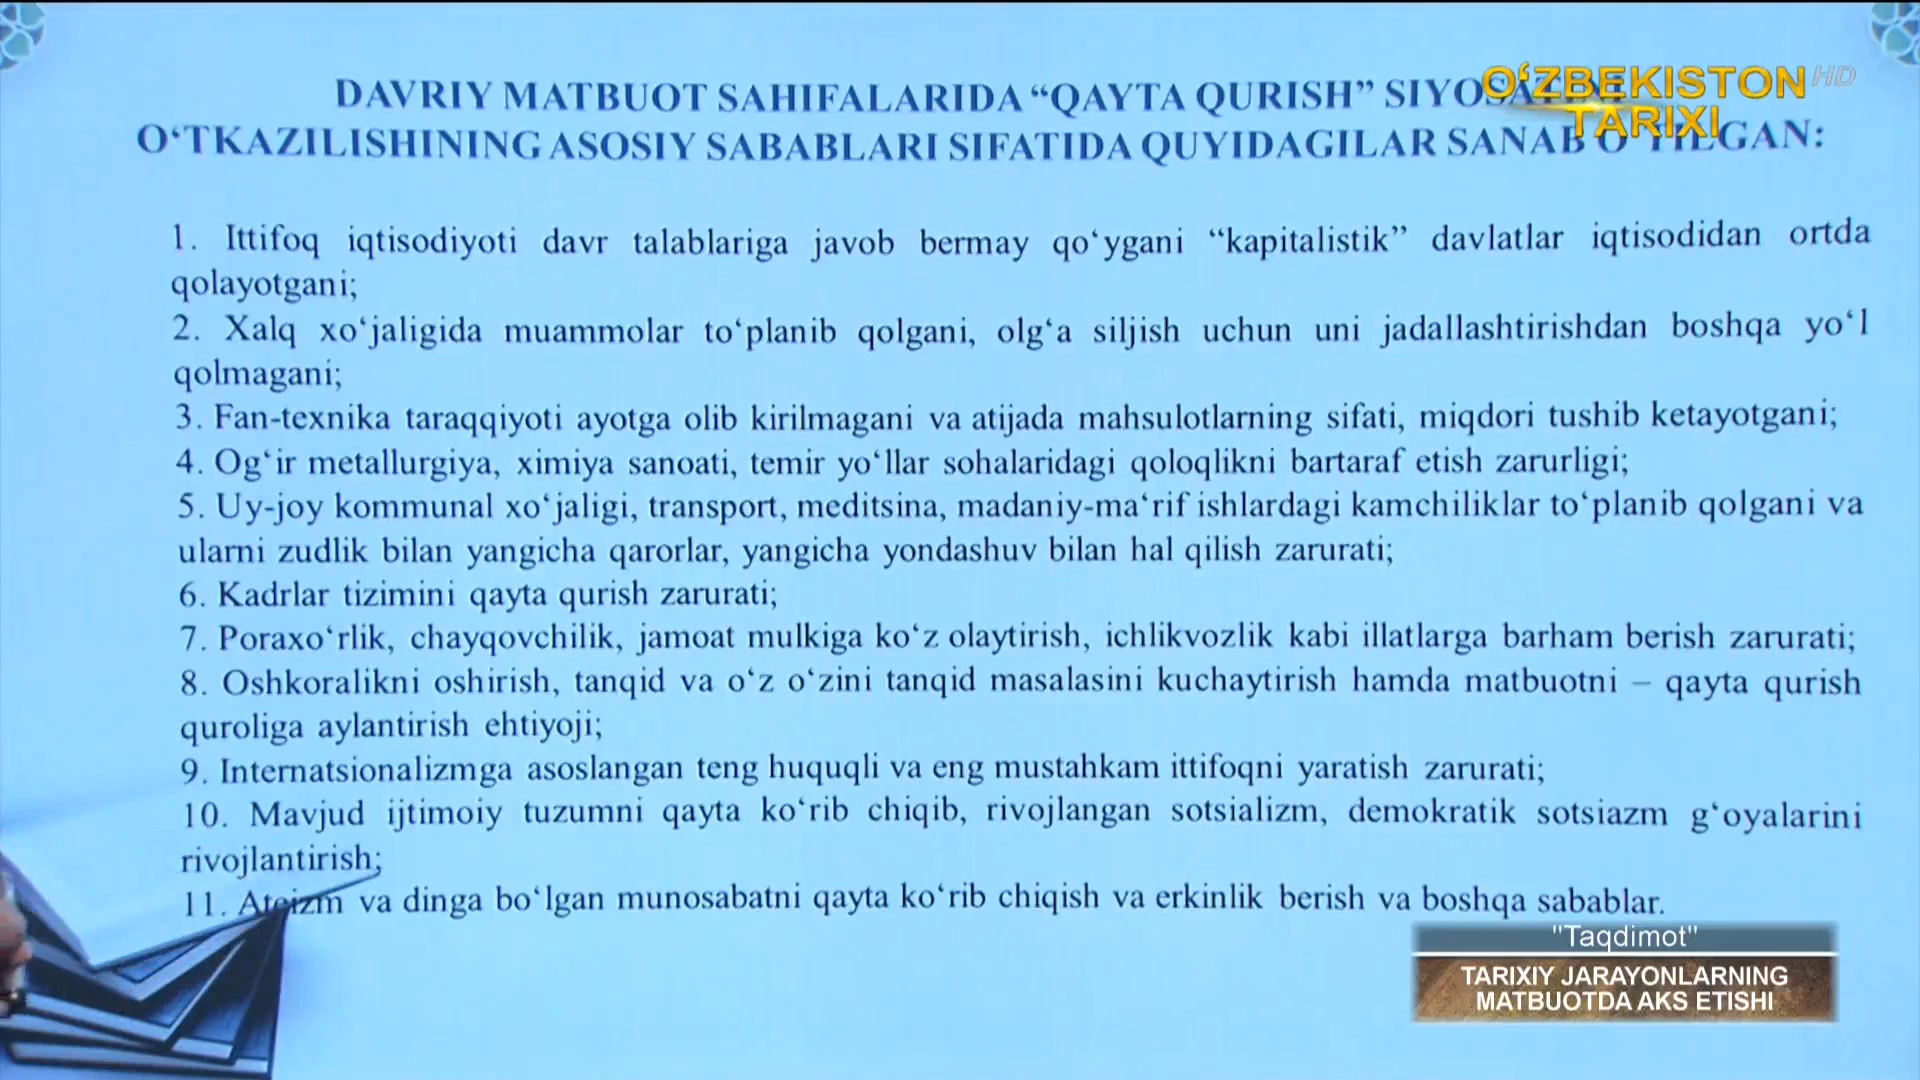 DAVRIY MATBUOT SAHIFALARIDA “QAYTA QURISH”
O‘ZBEKISTON HD
TARIXI
O‘TKAZILISHINING ASOSIY SABABLARI SIFATIDA QUYIDAGILAR SANAB
1. Ittifoq iqtisodiyoti davr talablariga javob bermay qo‘ygani “kapitalistik” davlatlar iqtisodidan ortda
qolayotgani;
2. Xalq xo‘jaligida muammolar to‘planib qolgani, olg‘a siljish uchun uni jadallashtirishdan boshqa yo‘l
qolmagani;
3. Fan-texnika taraqqiyoti ayotga olib kirilmagani va atijada mahsulotlarning sifati, miqdori tushib ketayotgani;
4. Og‘ir metallurgiya, ximiya sanoati, temir yo‘llar sohalaridagi qoloqlikni bartaraf etish zarurligi;
5. Uy-joy kommunal xo‘jaligi, transport, meditsina, madaniy-ma‘rif ishlardagi kamchiliklar to‘planib qolgani va
ularni zudlik bilan yangicha qarorlar, yangicha yondashuv bilan hal qilish zarurati;
6. Kadrlar tizimini qayta qurish zarurati;
7. Poraxo‘rlik, chayqovchilik, jamoat mulkiga ko‘z olaytirish, ichlikvozlik kabi illatlarga barham berish zarurati;
8. Oshkoralikni oshirish, tanqid va o‘z o‘zini tanqid masalasini kuchaytirish hamda matbuotni – qayta qurish
quroliga aylantirish ehtiyoji;
9. Internatsionalizmga asoslangan teng huquqli va eng mustahkam ittifoqni yaratish zarurati;
10. Mavjud ijtimoiy tuzumni qayta ko‘rib chiqib, rivojlangan sotsializm, demokratik sotsiazm g‘oyalarini
rivojlantirish;
11. Ateizm va dinga bo‘lgan munosabatni qayta ko‘rib chiqish va erkinlik berish va boshqa sabablar.
"Taqdimot"
TARIXIY JARAYONLARNING
MATBUOTDA AKS ETISHI